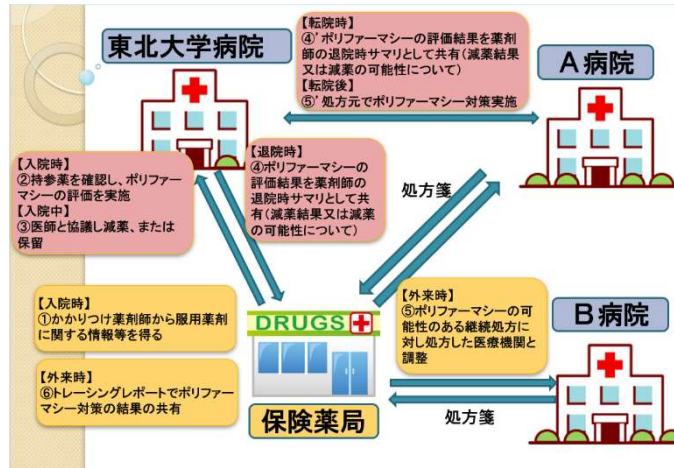 東北大学病院
【転院時】
④’ポリファーマシーの評価結果を薬剤
師の退院時サマリとして共有(減薬結果
又は減薬の可能性について)
【転院後】
⑤’処方元でポリファーマシー対策実施
A病院
【入院時】
②持参薬を確認し、ポリファー
マシーの評価を実施
【入院中】
③医師と協議し減薬、または
保留
【退院時】
④ポリファーマシーの
評価結果を薬剤師の
退院時サマリとして共
有(減薬結果又は減薬
の可能性について)
処方箋
【入院時】
①かかりつけ薬剤師から服用薬剤
に関する情報等を得る
【外来時】
⑥トレーシングレポートでポリファー
マシー対策の結果の共有
DRUGS
保険薬局
【外来時】
⑤ポリファーマシーの可
能性のある継続処方に
対し処方した医療機関と
調整
B病院
処方箋